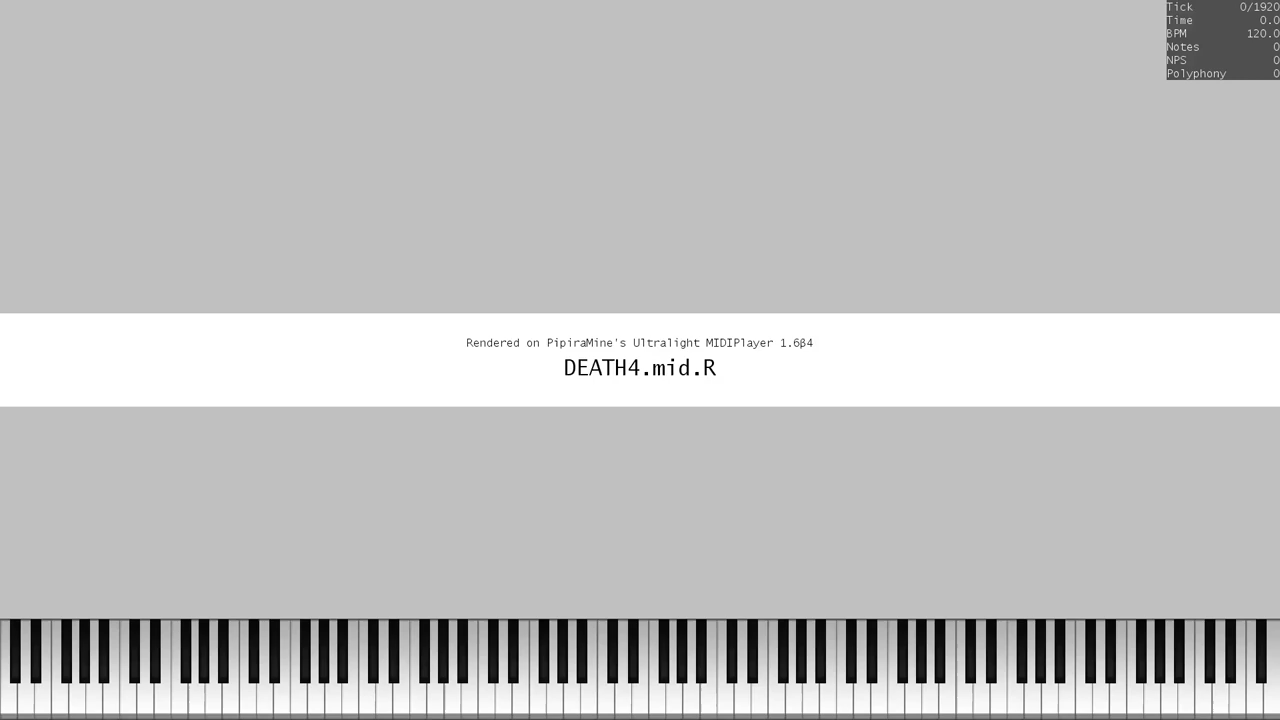 Tick 0/1920
Time 0.0
BPM 120.0
Notes 0
NPS 0
Polyphony 0
Rendered on PipiraMine's Ultralight MIDIPlayer 1.6β4
DEATH4.mid.R